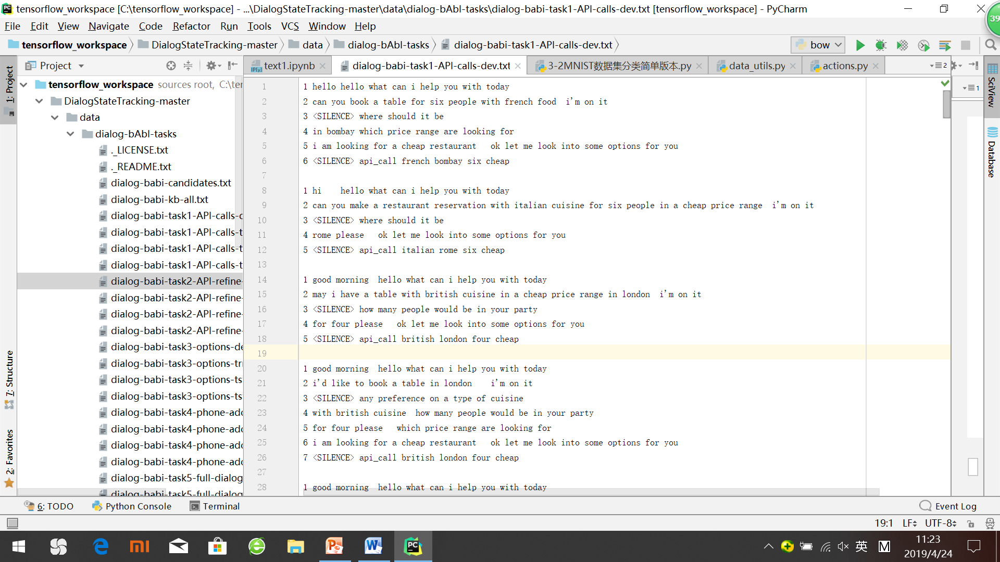 tensorflow_workspace [C:\tensorflow_workspace] - ...\DialogStateTracking-master\data\dialog-bAbI-tasks\dialog-babi-task1-API-calls-dev.txt [tensorflow_workspace] - PyCharm
39
File Edit View Navigate Code Refactor Run Tools VCS Window Help
tensorflow_workspace DialogStateTracking-master data dialog-bAbI-tasks dialog-babi-task1-API-calls-dev.txt bow
Project text1.ipynb dialog-babi-task1-API-calls-dev.txt 3-2MNIST数据集分类简单版本.py data_utils.py actions.py 2
1
1: Project
7: Structure
2: Favorites
SciView
Database
tensorflow_workspace sources root, C:\ter
DialogStateTracking-master
data
dialog-bAbI-tasks
._LICENSE.txt
._README.txt
dialog-babi-candidates.txt
dialog-babi-kb-all.txt
dialog-babi-task1-API-calls-d
dialog-babi-task1-API-calls-t
dialog-babi-task1-API-calls-t
dialog-babi-task1-API-calls-t
dialog-babi-task2-API-refine-
dialog-babi-task2-API-refine-
dialog-babi-task2-API-refine-
dialog-babi-task2-API-refine-
dialog-babi-task3-options-de
dialog-babi-task3-options-tr
dialog-babi-task3-options-ts
dialog-babi-task3-options-ts
dialog-babi-task4-phone-add
dialog-babi-task4-phone-add
dialog-babi-task4-phone-add
dialog-babi-task4-phone-add
dialog-babi-task5-full-dialog
dialog-babi-task5-full-dialog
1 1 hello hello what can i help you with today
2 2 can you book a table for six people with french food  i'm on it
3 3 <SILENCE> where should it be
4 4 in bombay which price range are looking for
5 5 i am looking for a cheap restaurant   ok let me look into some options for you
6 6 <SILENCE> api_call french bombay six cheap
7
8 1 hi    hello what can i help you with today
9 2 can you make a restaurant reservation with italian cuisine for six people in a cheap price range  i'm on it
10 3 <SILENCE> where should it be
11 4 rome please   ok let me look into some options for you
12 5 <SILENCE> api_call italian rome six cheap
13
14 1 good morning  hello what can i help you with today
15 2 may i have a table with british cuisine in a cheap price range in london  i'm on it
16 3 <SILENCE> how many people would be in your party
17 4 for four please   ok let me look into some options for you
18 5 <SILENCE> api_call british london four cheap
19
20 1 good morning  hello what can i help you with today
21 2 i'd like to book a table in london    i'm on it
22 3 <SILENCE> any preference on a type of cuisine
23 4 with british cuisine  how many people would be in your party
24 5 for four please   which price range are looking for
25 6 i am looking for a cheap restaurant   ok let me look into some options for you
26 7 <SILENCE> api_call british london four cheap
27
28 1 good morning  hello what can i help you with today
6: TODO Python Console Terminal Event Log
19:1 LF UTF-8
英 M 11:23
2019/4/24